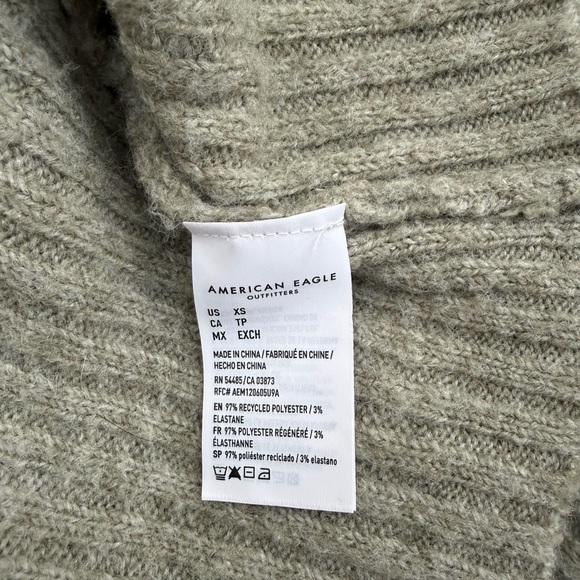 AMERICAN EAGLE
OUTFITTERS
US XS
CA TP
MX EXCH
MADE IN CHINA / FABRIQUÉ EN CHINE /
HECHO EN CHINA
RN 54485/CA 03873
RFC# AEM120605U9A
EN 97% RECYCLED POLYESTER / 3%
ELASTANE
FR 97% POLYESTER RÉGÉNÉRÉ / 3%
ÉLASTHANNE
SP 97% poliéster reciclado / 3% elastano